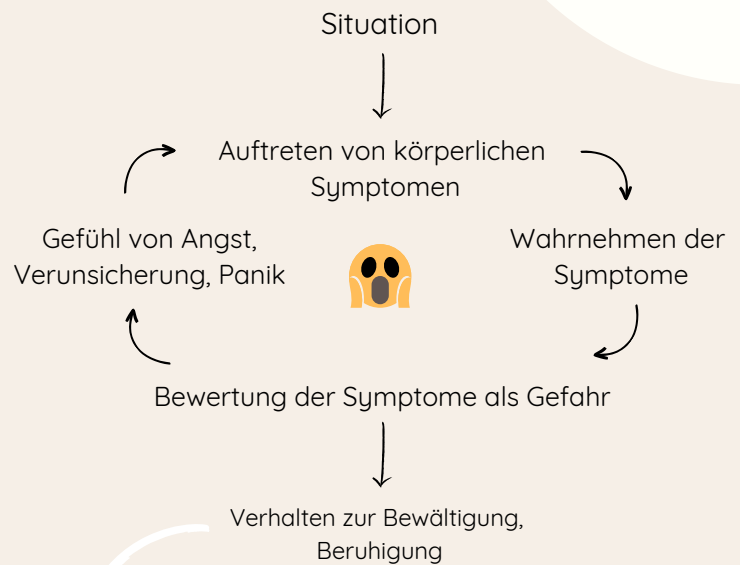 Situation
Auftreten von körperlichen
Symptomen
Gefühl von Angst,
Verunsicherung, Panik
Wahrnehmen der
Symptome
Bewertung der Symptome als Gefahr
Verhalten zur Bewältigung,
Beruhigung